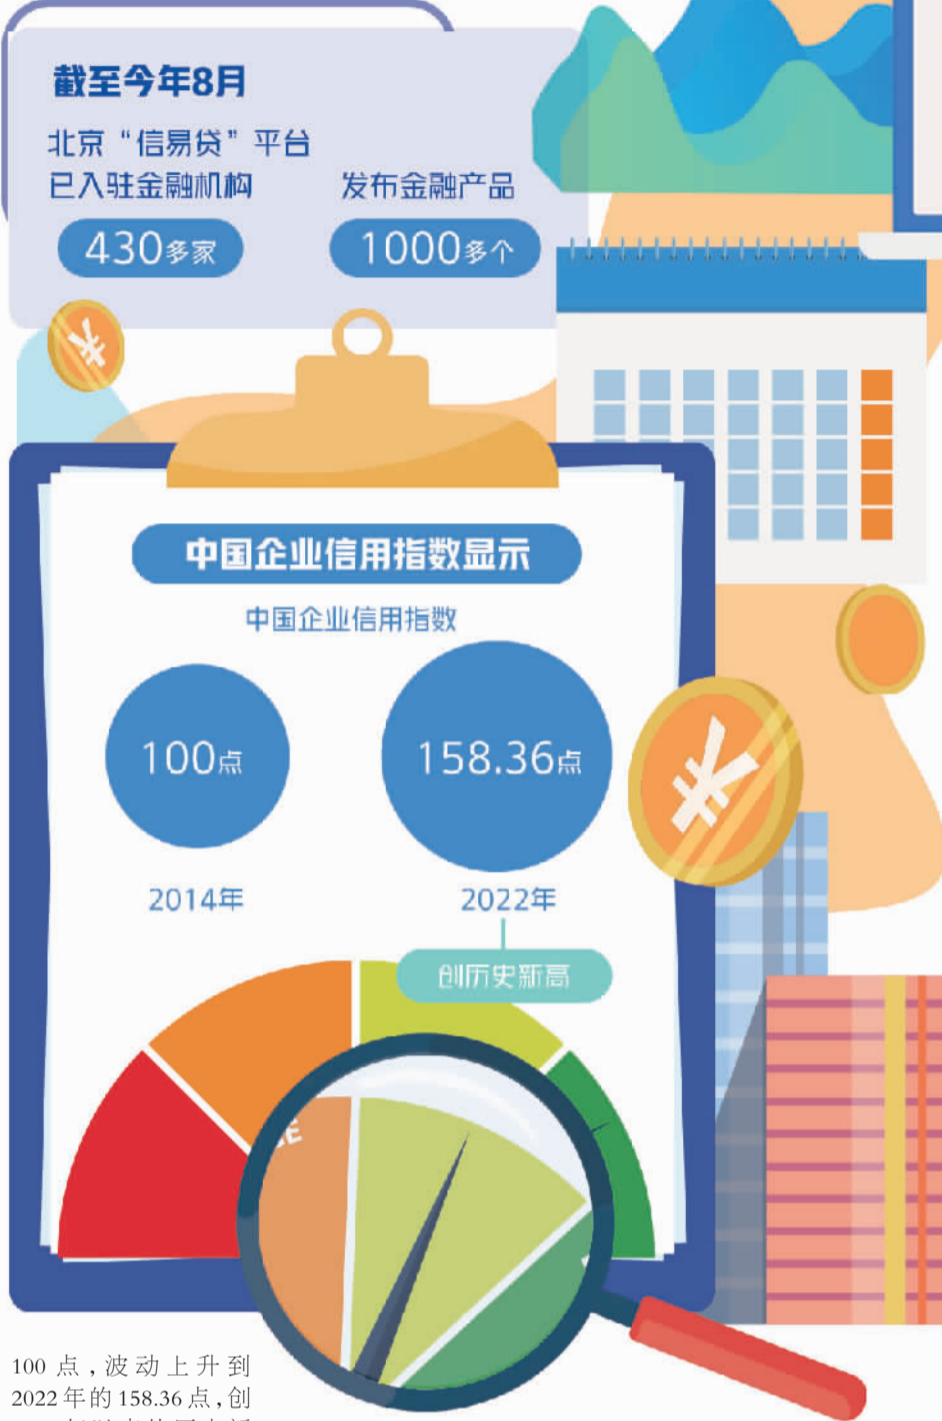 截至今年8月
北京“信易贷”平台
已入驻金融机构
430多家
发布金融产品
1000多个
中国企业信用指数显示
中国企业信用指数
100点
158.36点
2014年
2022年
创历史新高
100 点，波动上升到
2022年的158.36点，创